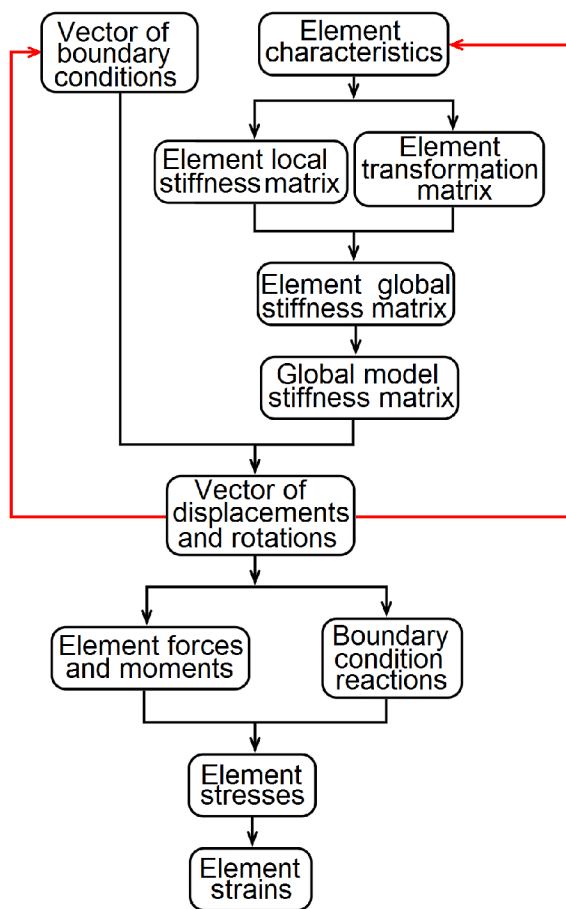 Vector of
boundary
conditions
Element
characteristics
Element local
stiffness matrix
Element
transformation
matrix
Element global
stiffness matrix
Global model
stiffness matrix
Vector of
displacements
and rotations
Element forces
and moments
Boundary
condition
reactions
Element
stresses
Element
strains